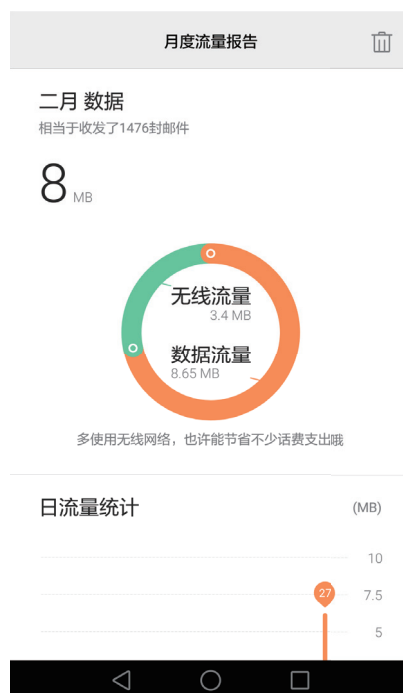 月度流量报告
二月 数据
相当于收发了1476封邮件
8 MB
无线流量
3.4 MB
数据流量
8.65 MB
多使用无线网络，也许能节省不少话费支出哦
日流量统计 (MB)
10
27
7.5
5